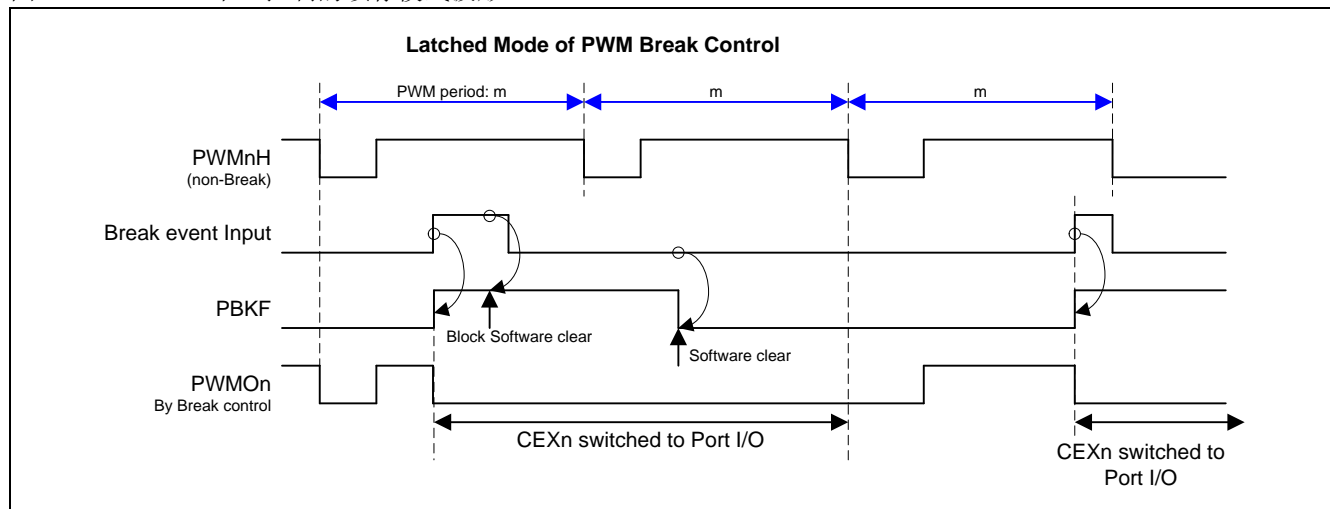 Latched Mode of PWM Break Control
PWM period: m
m
m
PWMnH
(non-Break)
Break event Input
PBKF
Block Software clear
Software clear
PWMOn
By Break control
CEXn switched to Port I/O
CEXn switched to
Port I/O